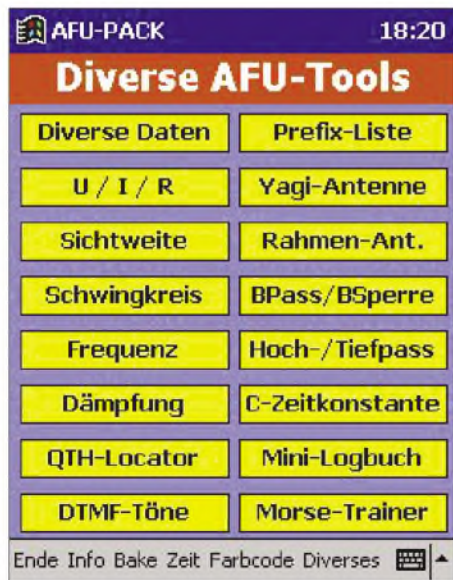 AFU-PACK 18:20
Diverse AFU-Tools
Diverse Daten Prefix-Liste
U / I / R Yagi-Antenne
Sichtweite Rahmen-Ant.
Schwingkreis BPass/BSperre
Frequenz Hoch-/Tiefpass
Dämpfung C-Zeitkonstante
QTH-Locator Mini-Logbuch
DTMF-Töne Morse-Trainer
Ende Info Bake Zeit Farbcode Diverses